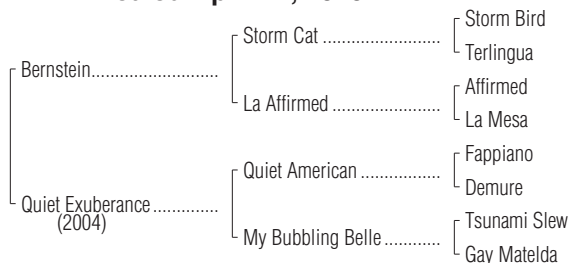 Storm Bird
Storm Cat ........................
Terlingua
Bernstein..........................
Affirmed
La Affirmed .....................
La Mesa
Fappiano
Quiet American ................
Demure
Quiet Exuberance .............
(2004)
Tsunami Slew
My Bubbling Belle ...........
Gay Matelda